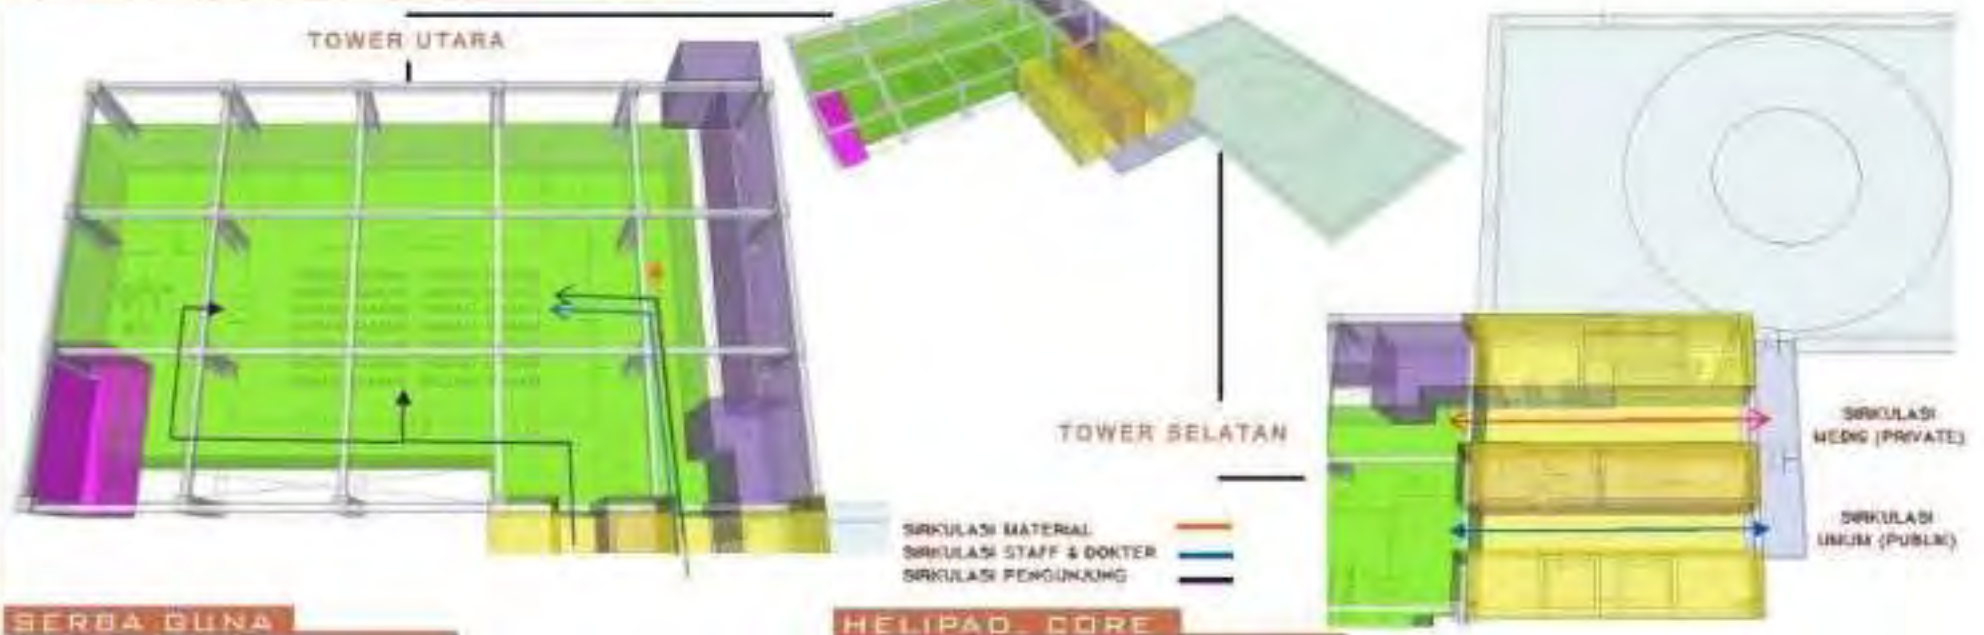 TOWER UTARA
TOWER SELATAN
SIRKULASI MATERIAL
SIRKULASI STAFF & DOKTER
SIRKULASI PENGUNJUNG
SIRKULASI
MEDIS (PRIVATE)
SIRKULASI
UMUM (PUBLIK)
SERBA GUNA
HELIPAD, CORE